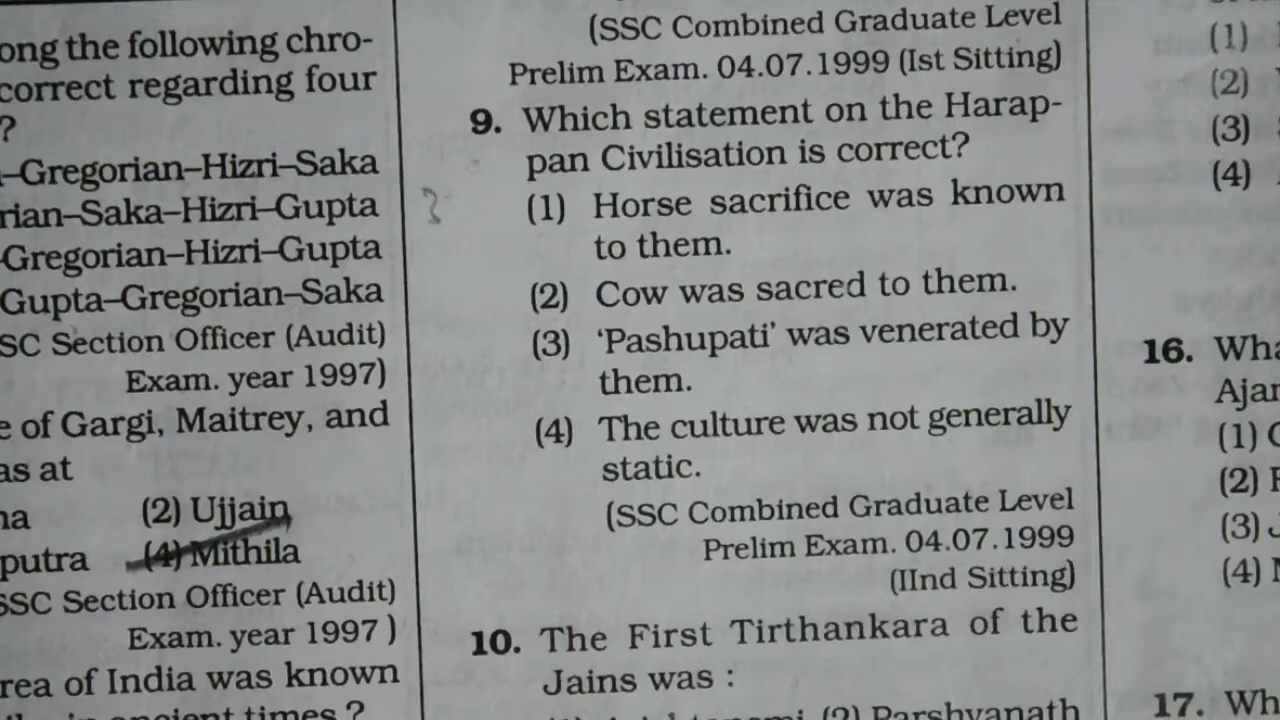 ong the following chro-
correct regarding four
?
–Gregorian–Hizri–Saka
rian–Saka–Hizri–Gupta
-Gregorian–Hizri–Gupta
Gupta–Gregorian–Saka
SC Section Officer (Audit)
Exam. year 1997)
e of Gargi, Maitrey, and
as at
na (2) Ujjain
putra (4) Mithila
SSC Section Officer (Audit)
Exam. year 1997 )
rea of India was known
in ancient times ?
(SSC Combined Graduate Level
Prelim Exam. 04.07.1999 (Ist Sitting)
9. Which statement on the Harap-
pan Civilisation is correct?
(1) Horse sacrifice was known
to them.
(2) Cow was sacred to them.
(3) ‘Pashupati’ was venerated by
them.
(4) The culture was not generally
static.
(SSC Combined Graduate Level
Prelim Exam. 04.07.1999
(IInd Sitting)
10. The First Tirthankara of the
Jains was :
(2) Parshvanath
(1)
(2)
(3)
(4)
16. Wha
Ajan
(1)
(2)
(3)
(4)
17. Wh